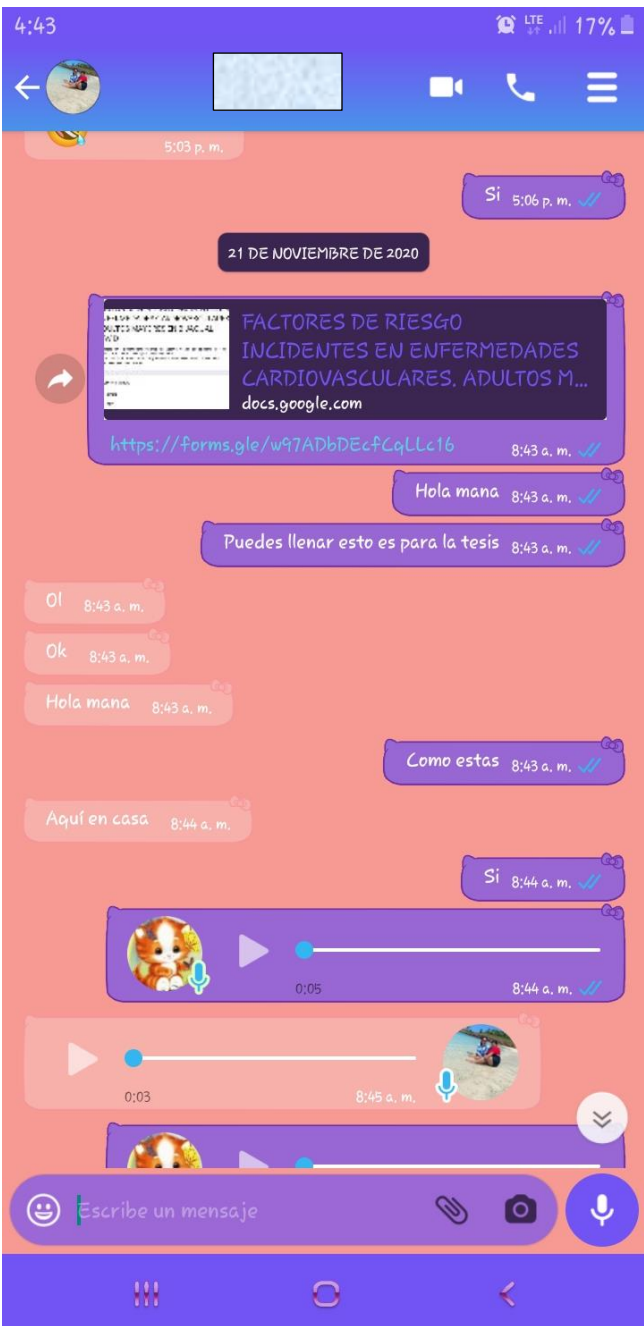 4:43
LTE 17%
5:03 p. m.
Si 5:06 p. m.
21 DE NOVIEMBRE DE 2020
FACTORES DE RIESGO
INCIDENTES EN ENFERMEDADES
CARDIOVASCULARES. ADULTOS M...
docs.google.com
https://forms.gle/w97ADbDEcfCqLLc16 8:43 a. m.
Hola mana 8:43 a. m.
Puedes llenar esto es para la tesis 8:43 a. m.
Ol 8:43 a. m.
Ok 8:43 a. m.
Hola mana 8:43 a. m.
Como estas 8:43 a. m.
Aquí en casa 8:44 a. m.
Si 8:44 a. m.
0:05 8:44 a. m.
0:03 8:45 a. m.
Escribe un mensaje